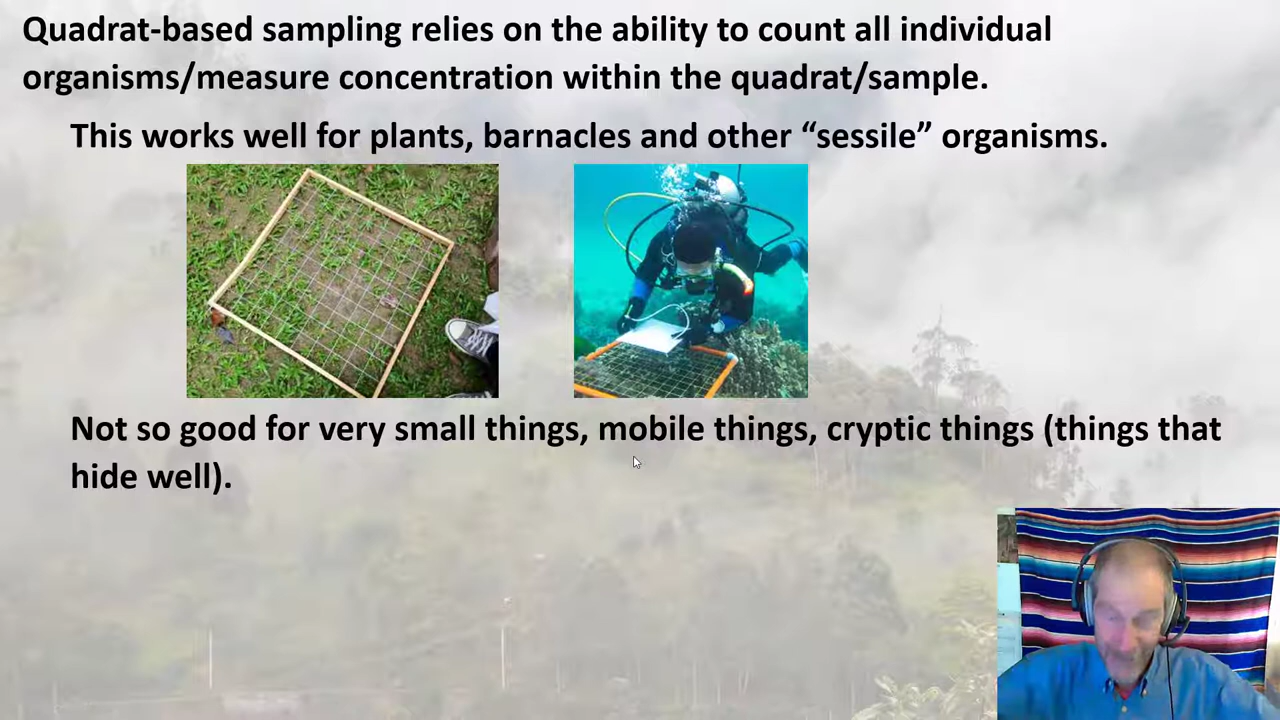 Quadrat-based sampling relies on the ability to count all individual
organisms/measure concentration within the quadrat/sample.
This works well for plants, barnacles and other “sessile” organisms.
Not so good for very small things, mobile things, cryptic things (things that
hide well).